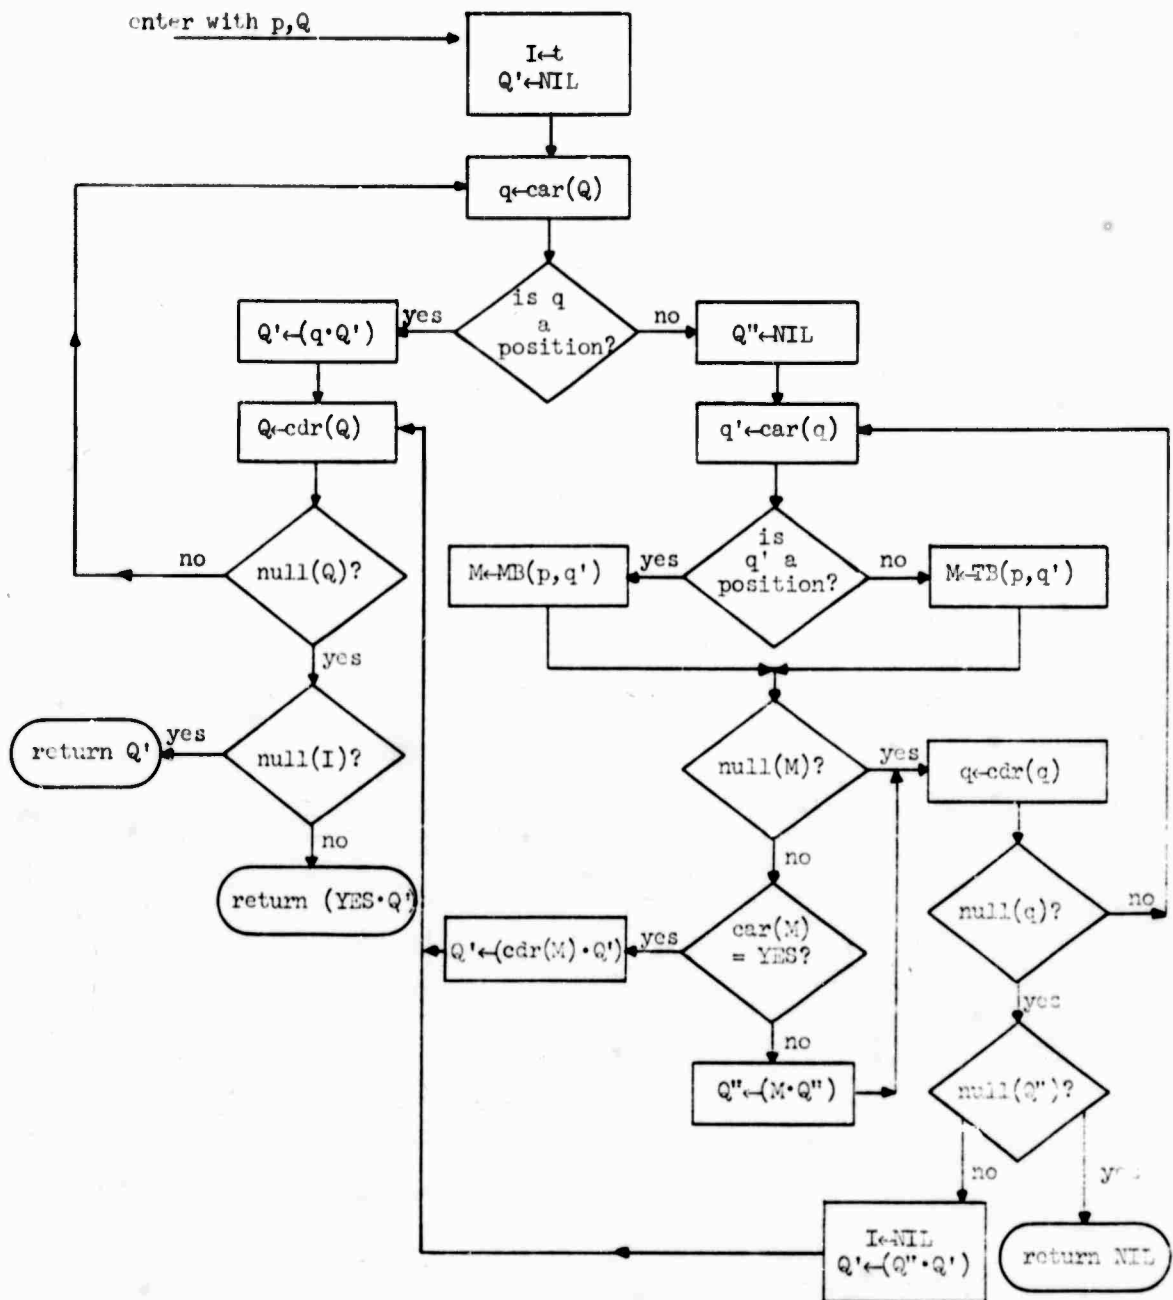 enter with p,Q
I←t
Q'←NIL
q←car(Q)
is q
a
position?
yes
no
Q'←(q·Q')
Q''←NIL
Q←cdr(Q)
q'←car(q)
null(Q)?
no
yes
is
q' a
position?
yes
no
M←MB(p,q')
M←TB(p,q')
null(I)?
yes
no
return Q'
return (YES·Q')
null(M)?
yes
no
q←cdr(q)
car(M)
= YES?
yes
no
Q'←(cdr(M)·Q')
null(q)?
no
yes
Q''←(M·Q'')
null(Q'')?
no
yes
I←NIL
Q'←(Q''·Q')
return NIL